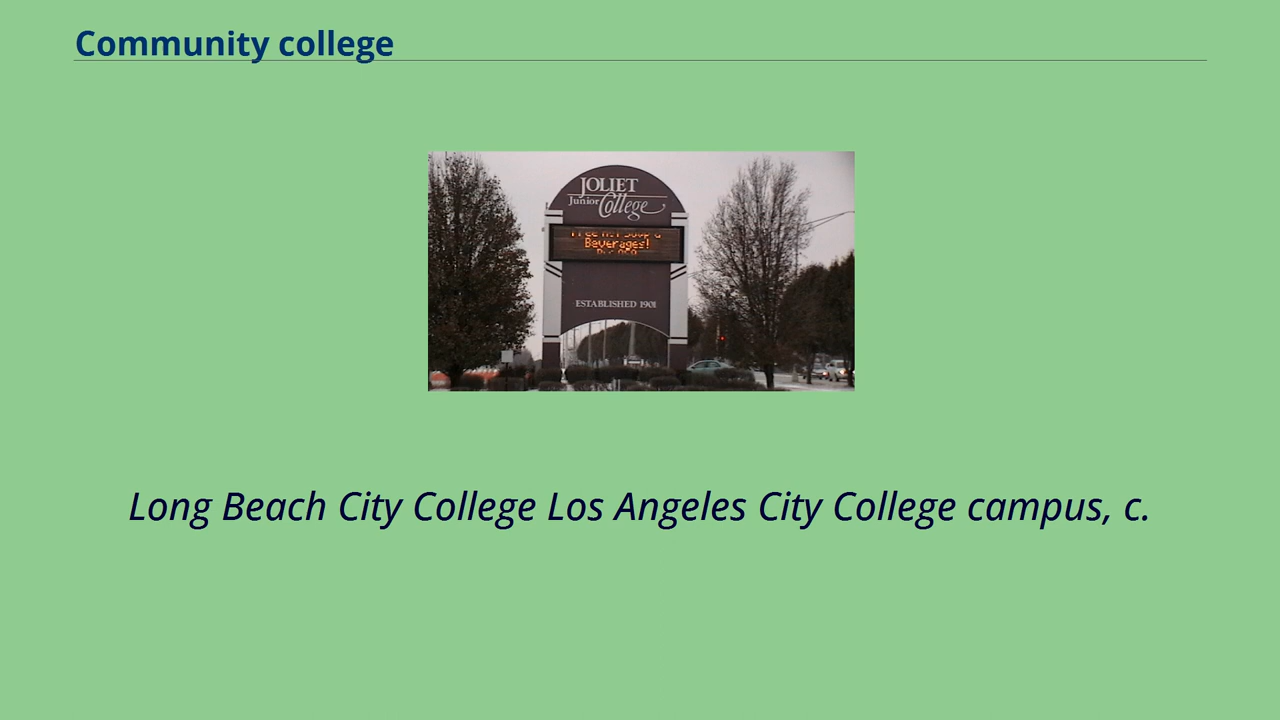 Community college
JOLIET
Junior College
Beverages!
ESTABLISHED 1901
Long Beach City College Los Angeles City College campus, c.